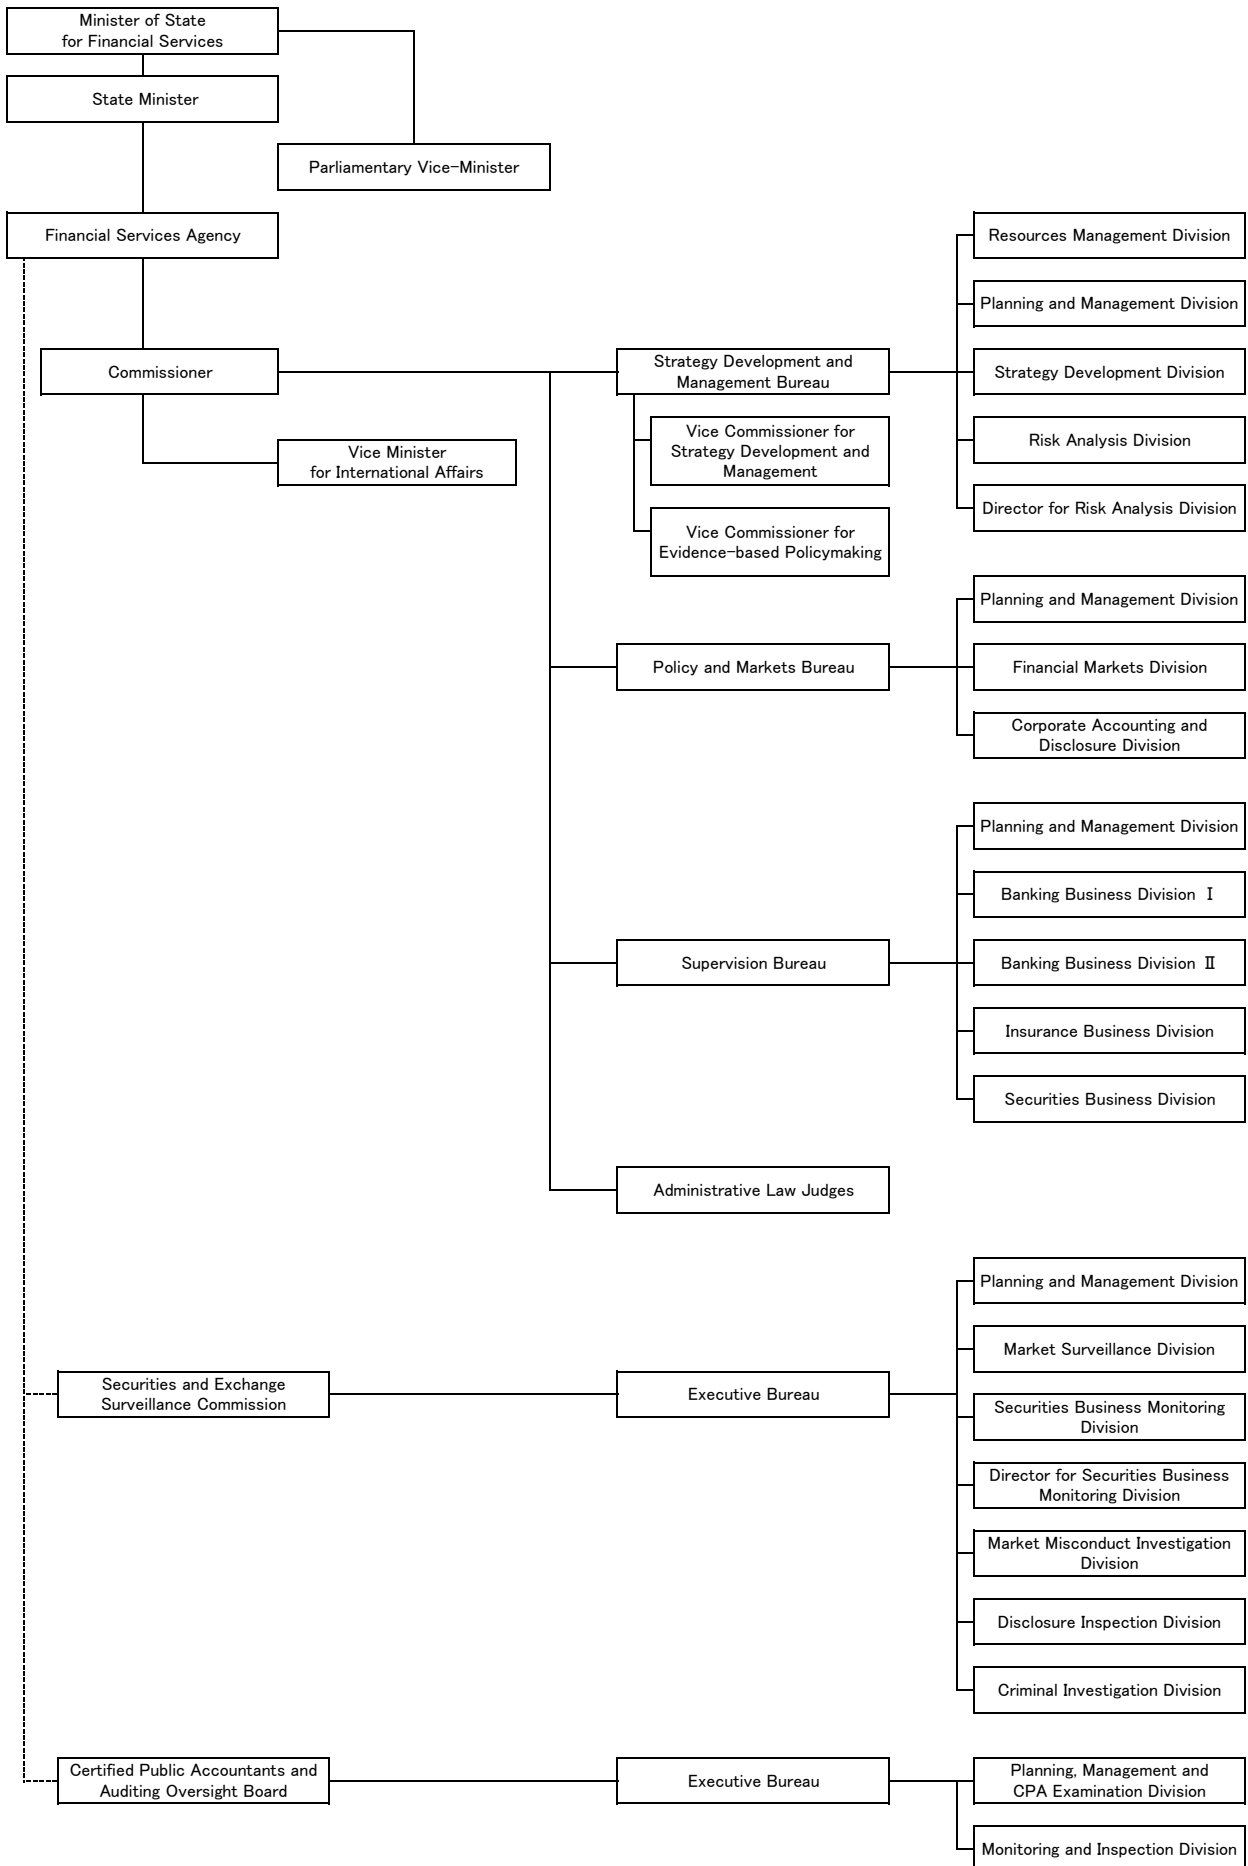 Minister of State
for Financial Services
State Minister
Parliamentary Vice-Minister
Financial Services Agency
Resources Management Division
Planning and Management Division
Commissioner
Strategy Development and
Management Bureau
Strategy Development Division
Vice Commissioner for
Strategy Development and
Management
Risk Analysis Division
Vice Minister
for International Affairs
Director for Risk Analysis Division
Vice Commissioner for
Evidence-based Policymaking
Planning and Management Division
Policy and Markets Bureau
Financial Markets Division
Corporate Accounting and
Disclosure Division
Planning and Management Division
Banking Business Division Ⅰ
Supervision Bureau
Banking Business Division Ⅱ
Insurance Business Division
Securities Business Division
Administrative Law Judges
Planning and Management Division
Market Surveillance Division
Securities and Exchange
Surveillance Commission
Executive Bureau
Securities Business Monitoring
Division
Director for Securities Business
Monitoring Division
Market Misconduct Investigation
Division
Disclosure Inspection Division
Criminal Investigation Division
Certified Public Accountants and
Auditing Oversight Board
Executive Bureau
Planning, Management and
CPA Examination Division
Monitoring and Inspection Division